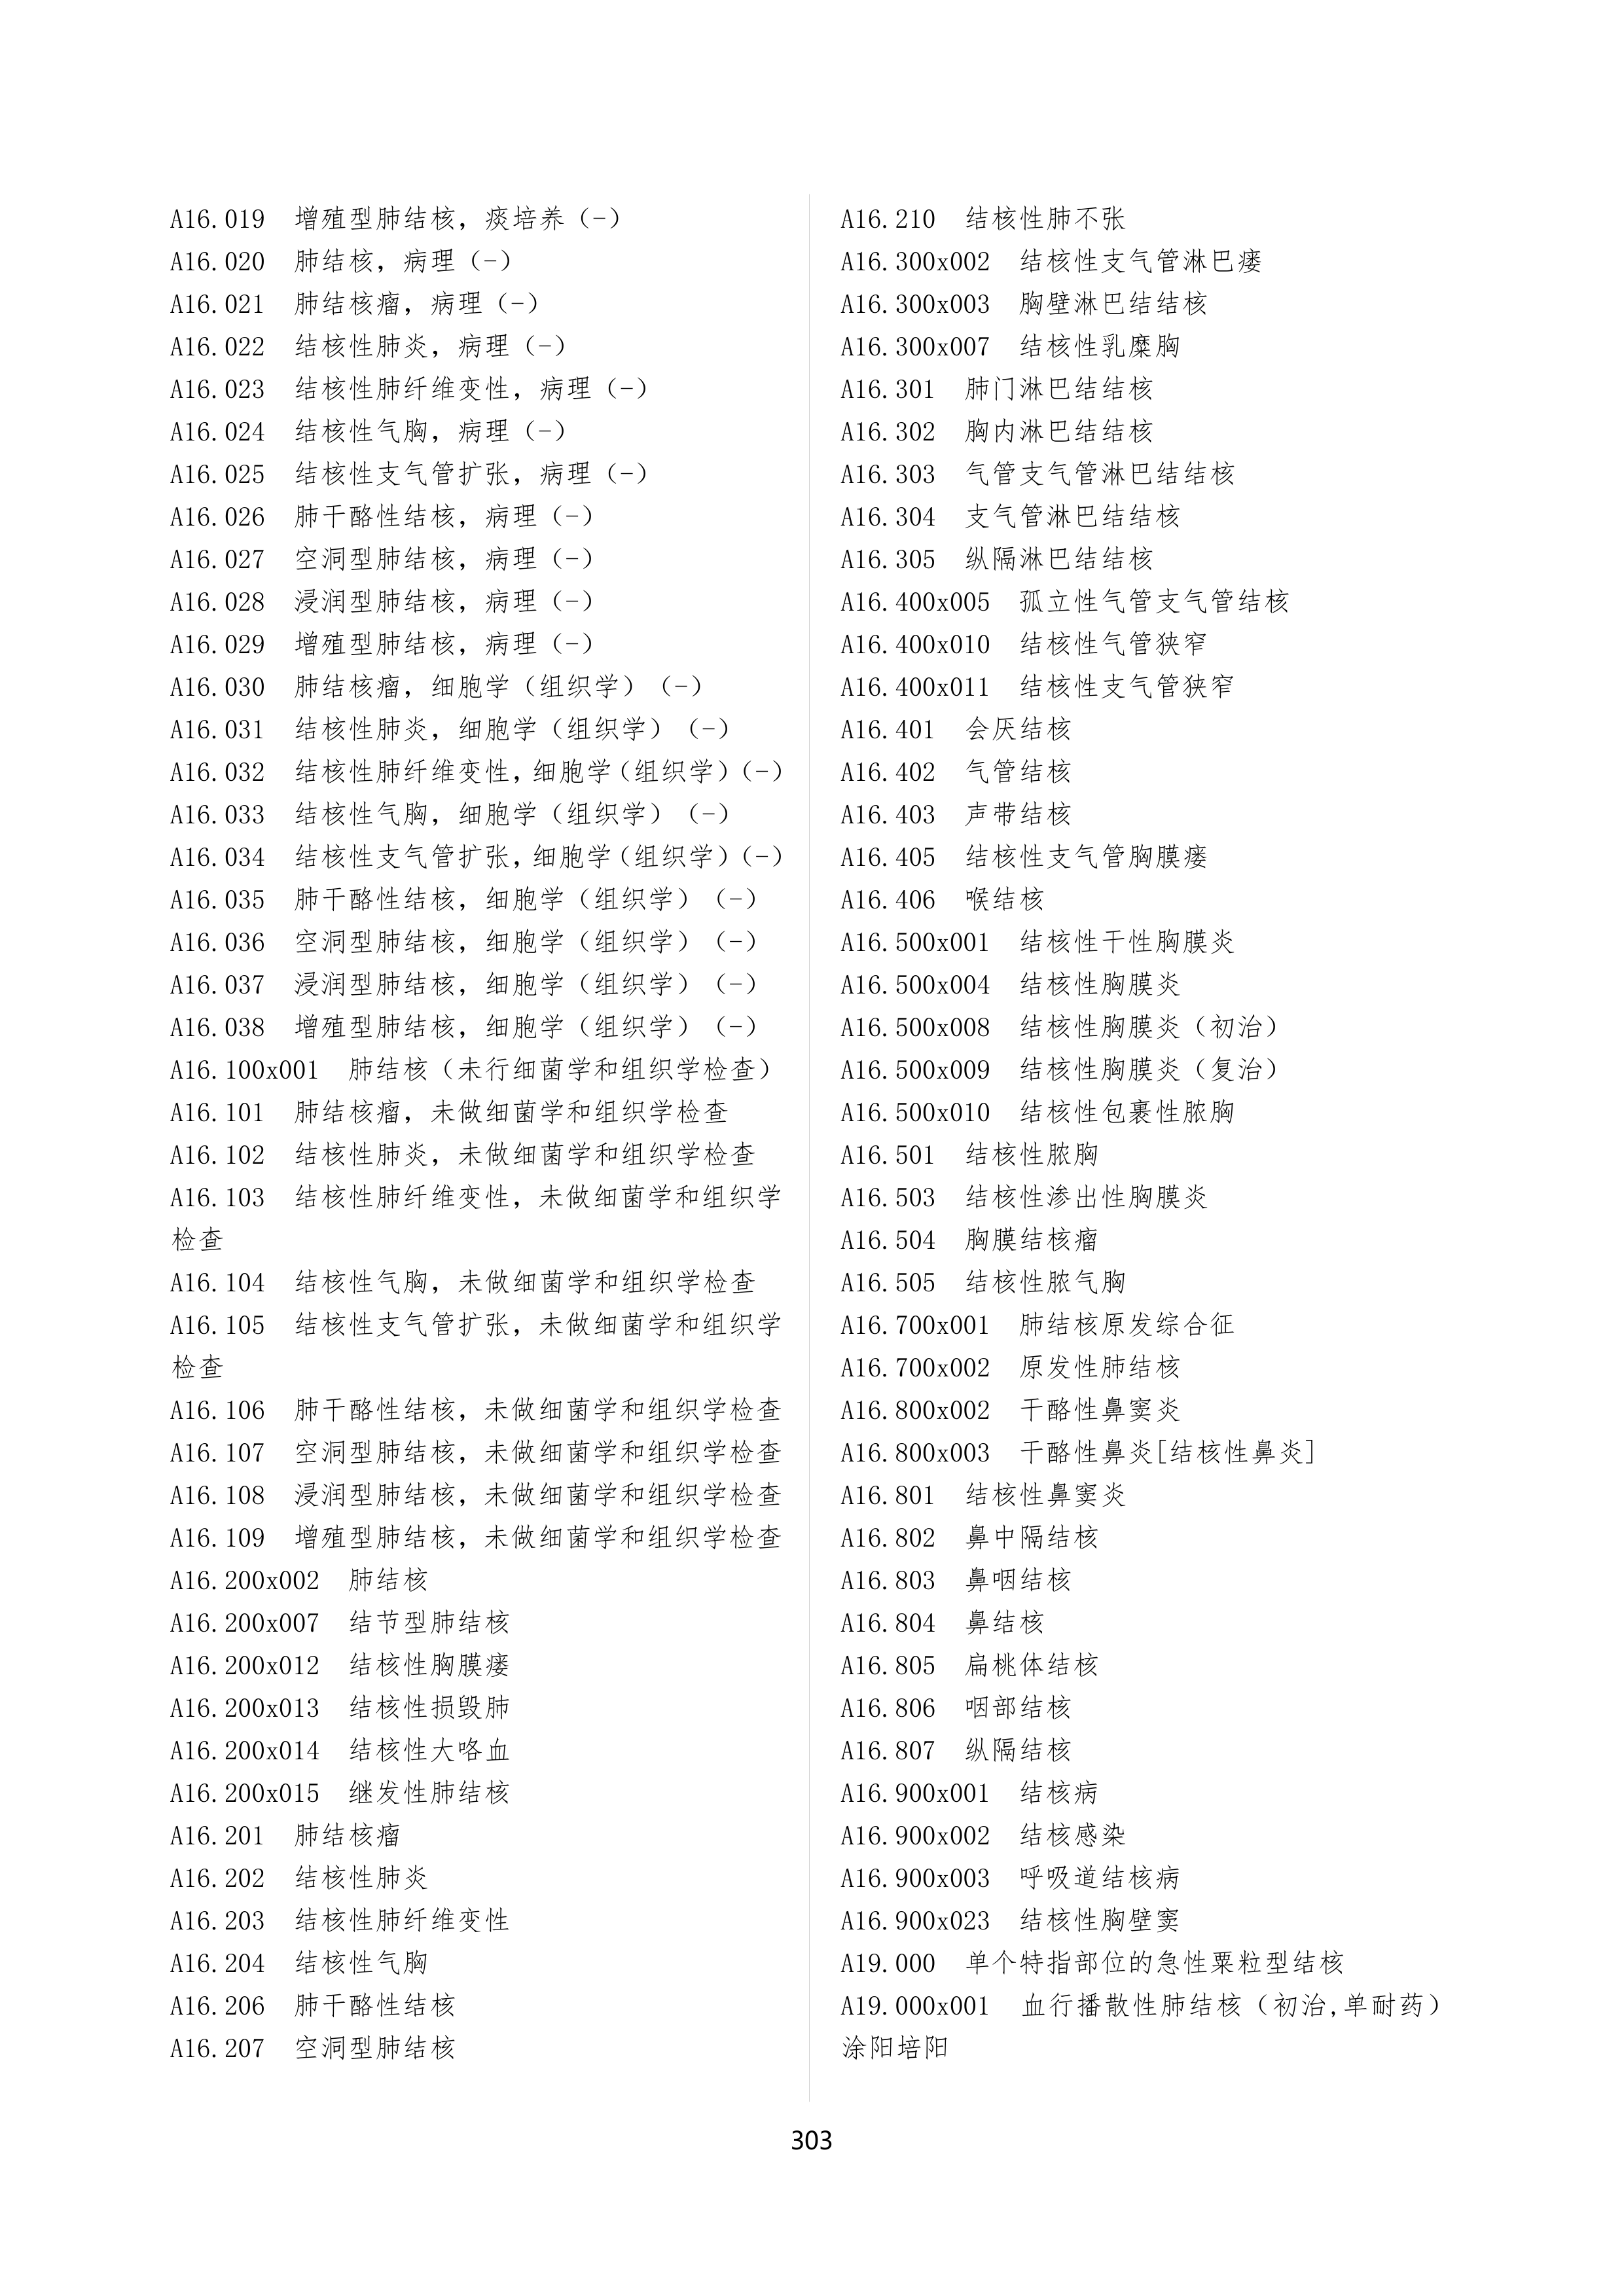 A16.019 增殖型肺结核，痰培养（-）
A16.020 肺结核，病理（-）
A16.021 肺结核瘤，病理（-）
A16.022 结核性肺炎，病理（-）
A16.023 结核性肺纤维变性，病理（-）
A16.024 结核性气胸，病理（-）
A16.025 结核性支气管扩张，病理（-）
A16.026 肺干酪性结核，病理（-）
A16.027 空洞型肺结核，病理（-）
A16.028 浸润型肺结核，病理（-）
A16.029 增殖型肺结核，病理（-）
A16.030 肺结核瘤，细胞学（组织学）（-）
A16.031 结核性肺炎，细胞学（组织学）（-）
A16.032 结核性肺纤维变性，细胞学（组织学）（-）
A16.033 结核性气胸，细胞学（组织学）（-）
A16.034 结核性支气管扩张，细胞学（组织学）（-）
A16.035 肺干酪性结核，细胞学（组织学）（-）
A16.036 空洞型肺结核，细胞学（组织学）（-）
A16.037 浸润型肺结核，细胞学（组织学）（-）
A16.038 增殖型肺结核，细胞学（组织学）（-）
A16.100x001 肺结核（未行细菌学和组织学检查）
A16.101 肺结核瘤，未做细菌学和组织学检查
A16.102 结核性肺炎，未做细菌学和组织学检查
A16.103 结核性肺纤维变性，未做细菌学和组织学
检查
A16.104 结核性气胸，未做细菌学和组织学检查
A16.105 结核性支气管扩张，未做细菌学和组织学
检查
A16.106 肺干酪性结核，未做细菌学和组织学检查
A16.107 空洞型肺结核，未做细菌学和组织学检查
A16.108 浸润型肺结核，未做细菌学和组织学检查
A16.109 增殖型肺结核，未做细菌学和组织学检查
A16.200x002 肺结核
A16.200x007 结节型肺结核
A16.200x012 结核性胸膜瘘
A16.200x013 结核性损毁肺
A16.200x014 结核性大咯血
A16.200x015 继发性肺结核
A16.201 肺结核瘤
A16.202 结核性肺炎
A16.203 结核性肺纤维变性
A16.204 结核性气胸
A16.206 肺干酪性结核
A16.207 空洞型肺结核
A16.210 结核性肺不张
A16.300x002 结核性支气管淋巴瘘
A16.300x003 胸壁淋巴结结核
A16.300x007 结核性乳糜胸
A16.301 肺门淋巴结结核
A16.302 胸内淋巴结结核
A16.303 气管支气管淋巴结结核
A16.304 支气管淋巴结结核
A16.305 纵隔淋巴结结核
A16.400x005 孤立性气管支气管结核
A16.400x010 结核性气管狭窄
A16.400x011 结核性支气管狭窄
A16.401 会厌结核
A16.402 气管结核
A16.403 声带结核
A16.405 结核性支气管胸膜瘘
A16.406 喉结核
A16.500x001 结核性干性胸膜炎
A16.500x004 结核性胸膜炎
A16.500x008 结核性胸膜炎（初治）
A16.500x009 结核性胸膜炎（复治）
A16.500x010 结核性包裹性脓胸
A16.501 结核性脓胸
A16.503 结核性渗出性胸膜炎
A16.504 胸膜结核瘤
A16.505 结核性脓气胸
A16.700x001 肺结核原发综合征
A16.700x002 原发性肺结核
A16.800x002 干酪性鼻窦炎
A16.800x003 干酪性鼻炎[结核性鼻炎]
A16.801 结核性鼻窦炎
A16.802 鼻中隔结核
A16.803 鼻咽结核
A16.804 鼻结核
A16.805 扁桃体结核
A16.806 咽部结核
A16.807 纵隔结核
A16.900x001 结核病
A16.900x002 结核感染
A16.900x003 呼吸道结核病
A16.900x023 结核性胸壁窦
A19.000 单个特指部位的急性粟粒型结核
A19.000x001 血行播散性肺结核（初治,单耐药）
涂阳培阳
303